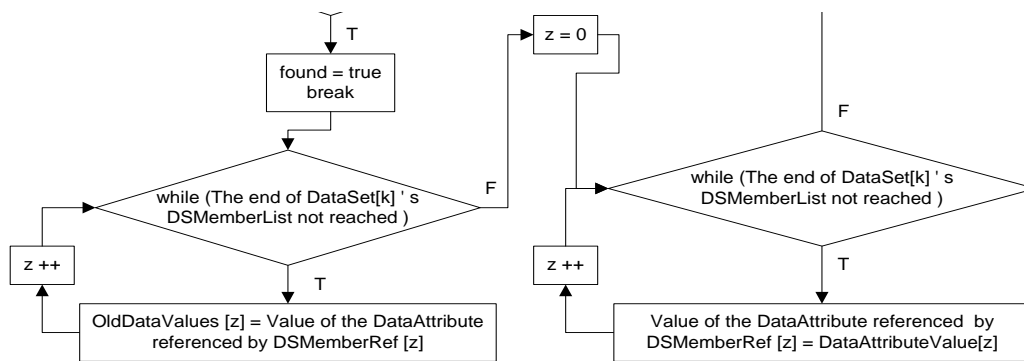 T
found = true
break
while (The end of DataSet[k] ' s
DSMemberList not reached )
F
T
z ++
OldDataValues [z] = Value of the DataAttribute
referenced by DSMemberRef [z]
z = 0
F
while (The end of DataSet[k] ' s
DSMemberList not reached )
T
z ++
Value of the DataAttribute referenced by
DSMemberRef [z] = DataAttributeValue[z]